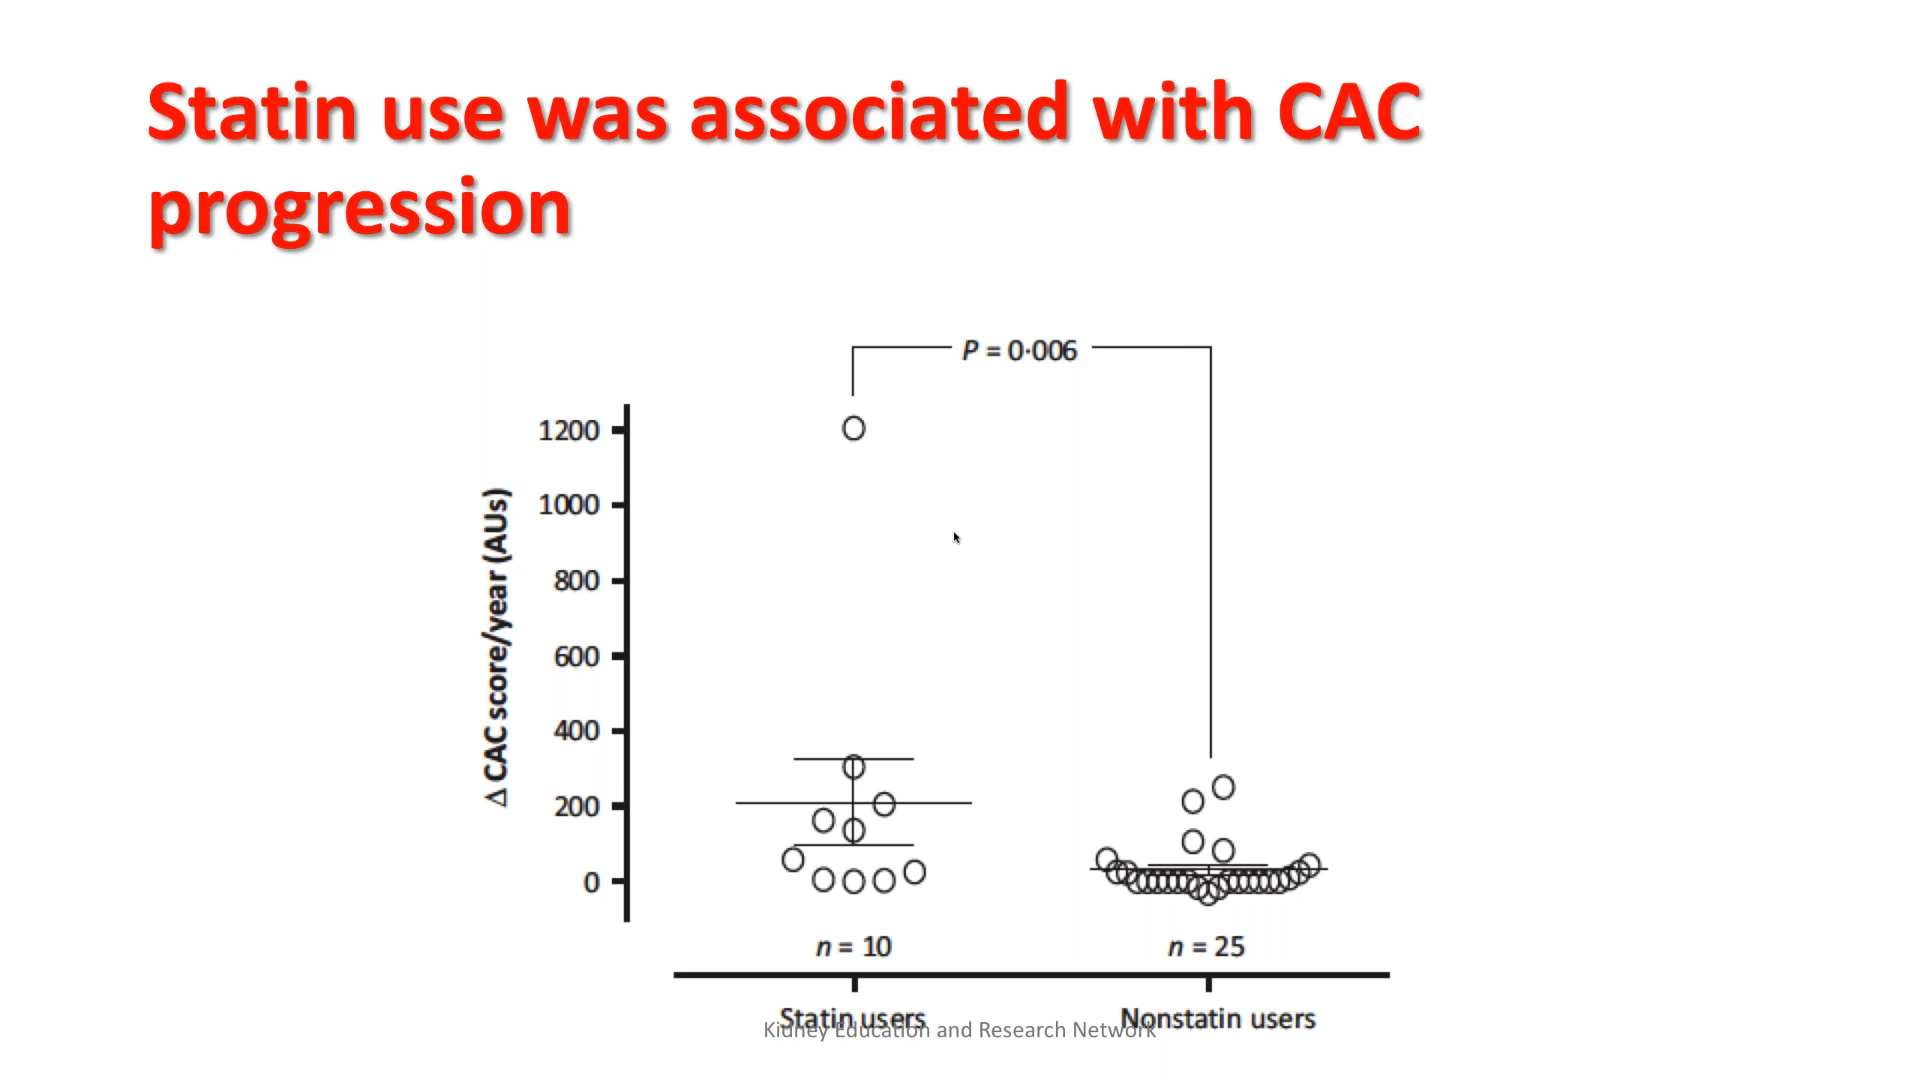 Statin use was associated with CAC
progression
P = 0·006
1200
1000
800
600
400
200
0
Δ CAC score/year (AUs)
n = 10
n = 25
Statin users
Nonstatin users
Kidney Education and Research Network